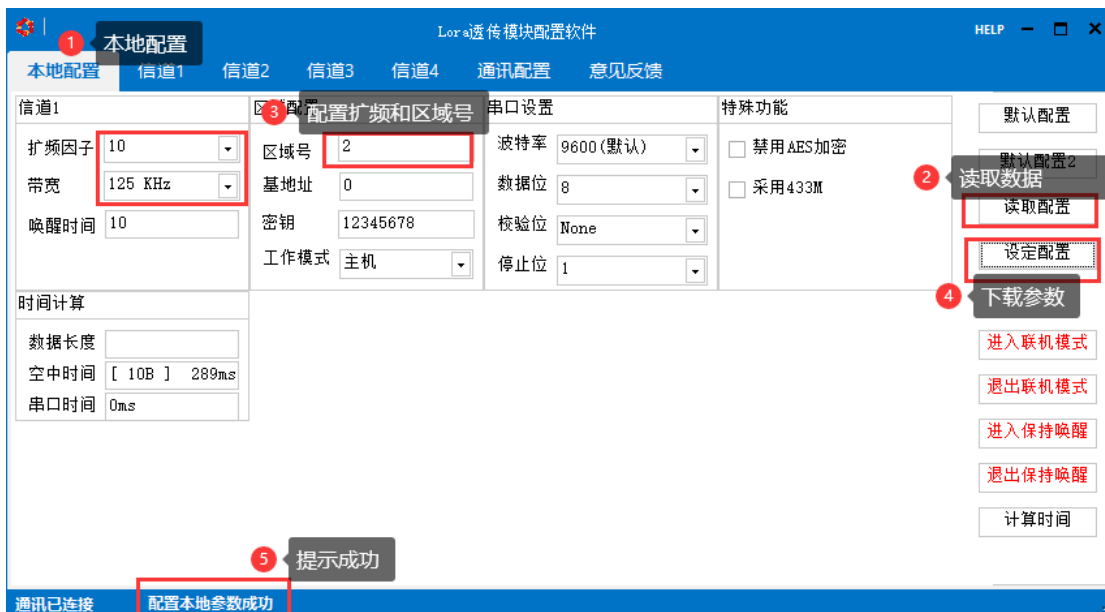 Lora透传模块配置软件
HELP
1 本地配置
本地配置 信道1 信道2 信道3 信道4 通讯配置 意见反馈
信道1
扩频因子 10
带宽 125 KHz
唤醒时间 10
3 配置扩频和区域号
区域号 2
基地址 0
密钥 12345678
工作模式 主机
串口设置
波特率 9600(默认)
数据位 8
校验位 None
停止位 1
特殊功能
禁用AES加密
采用433M
默认配置
默认配置2
2 读取数据
读取配置
设定配置
4 下载参数
进入联机模式
退出联机模式
进入保持唤醒
退出保持唤醒
计算时间
时间计算
数据长度
空中时间 [ 10B ] 289ms
串口时间 0ms
5 提示成功
通讯已连接 配置本地参数成功